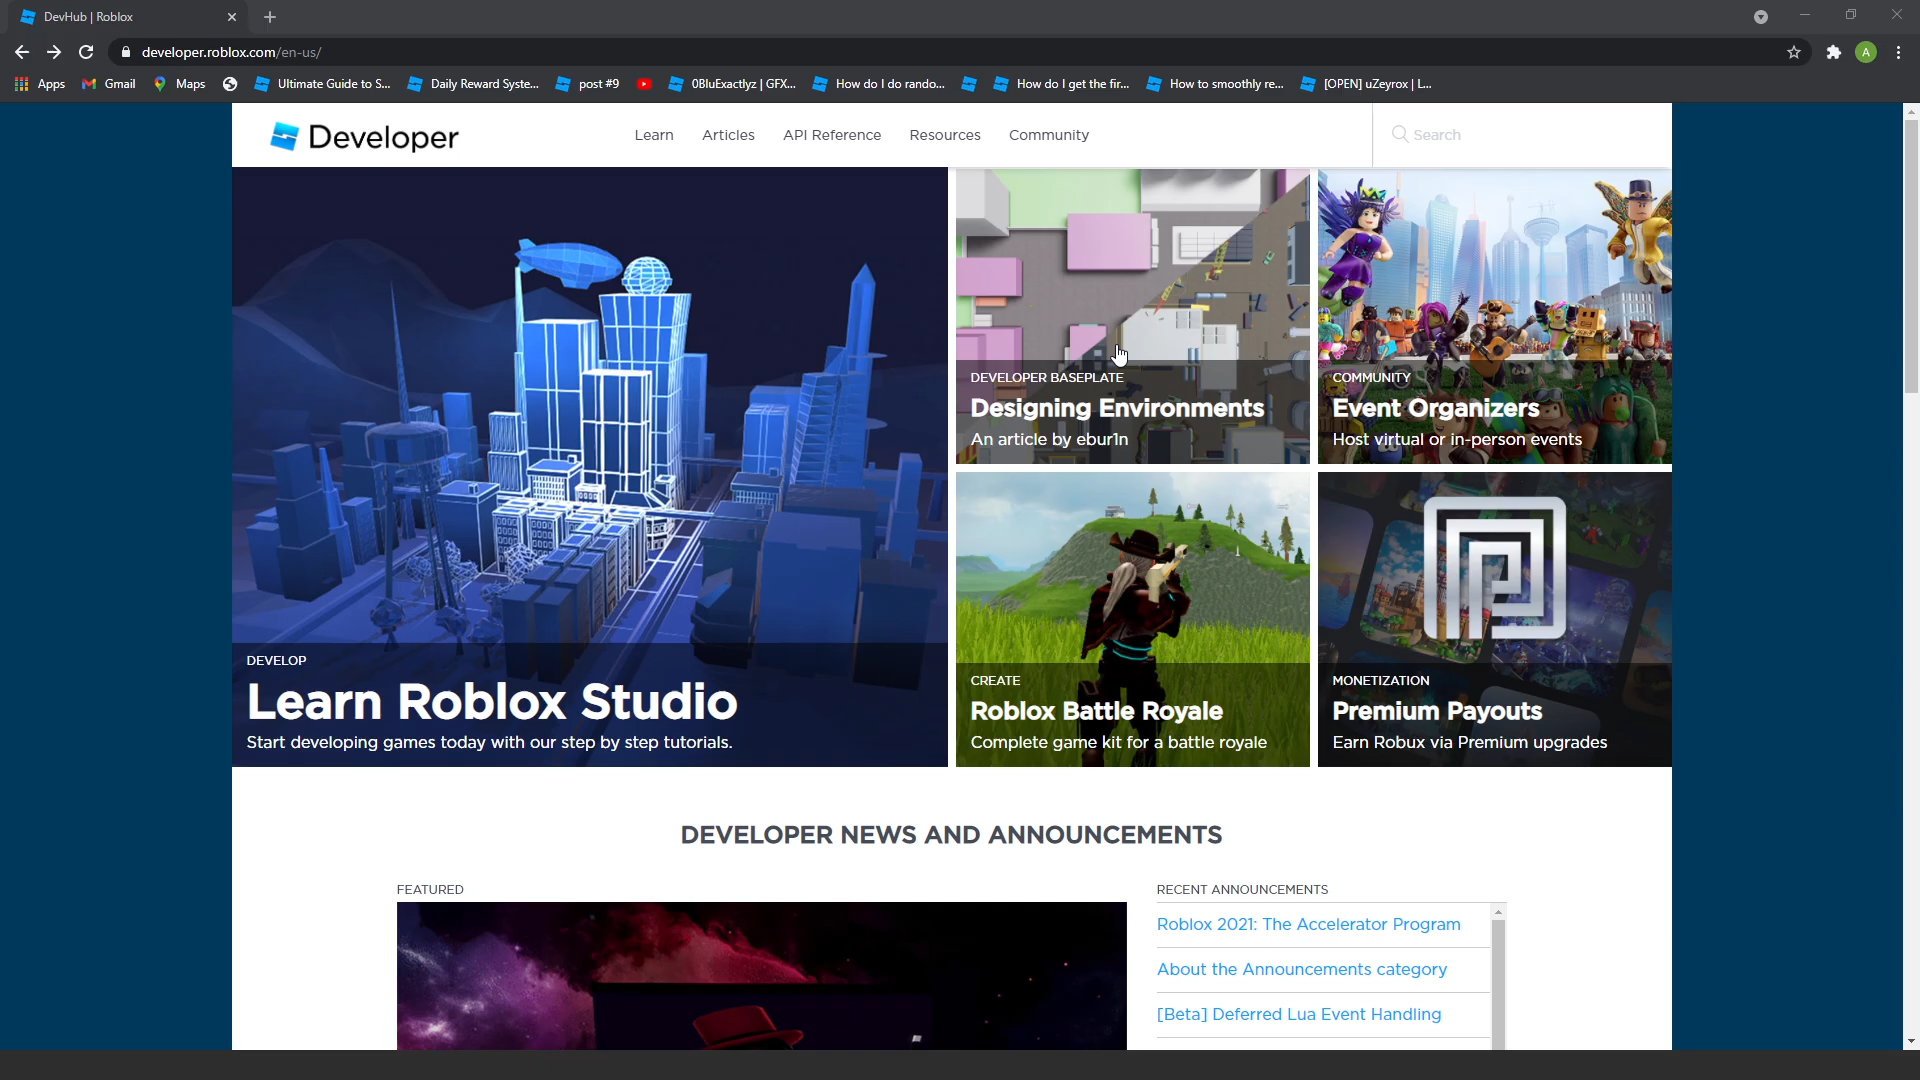 DevHub | Roblox
developer.roblox.com/en-us/
A
Apps
Gmail
Maps
Ultimate Guide to S...
Daily Reward Syste...
post #9
0BluExactlyz | GFX...
How do I do rando...
How do I get the fir...
How to smoothly re...
[OPEN] uZeyrox | L...
Developer
Learn
Articles
API Reference
Resources
Community
Search
DEVELOP
Learn Roblox Studio
Start developing games today with our step by step tutorials.
DEVELOPER BASEPLATE
Designing Environments
An article by ebur1n
COMMUNITY
Event Organizers
Host virtual or in-person events
CREATE
Roblox Battle Royale
Complete game kit for a battle royale
MONETIZATION
Premium Payouts
Earn Robux via Premium upgrades
DEVELOPER NEWS AND ANNOUNCEMENTS
FEATURED
RECENT ANNOUNCEMENTS
Roblox 2021: The Accelerator Program
About the Announcements category
[Beta] Deferred Lua Event Handling